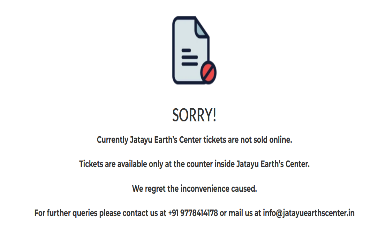 SORRY!
Currently Jatayu Earth's Center tickets are not sold online.
Tickets are available only at the counter inside Jatayu Earth's Center.
We regret the inconvenience caused.
For further queries please contact us at +91 9778414178 or mail us at info@jatayuearthscenter.in